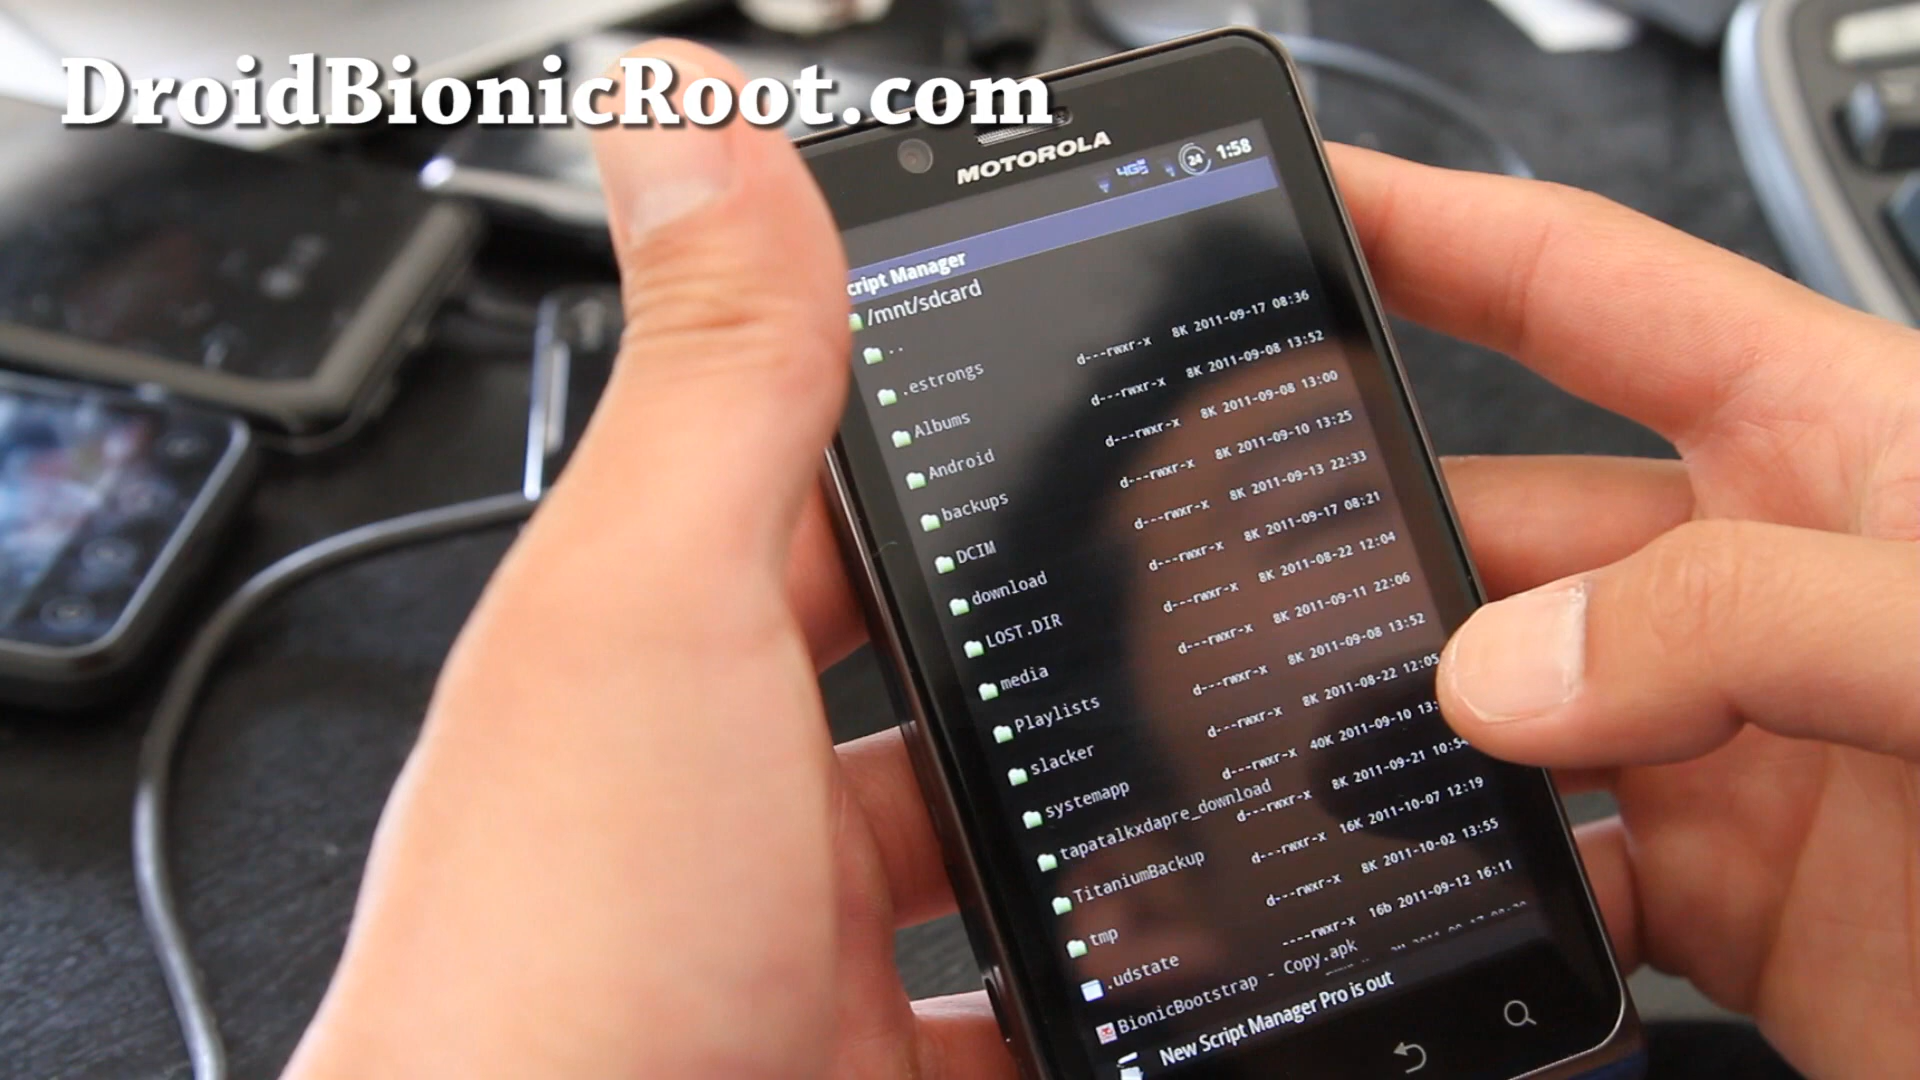 DroidBionicRoot.com
MOTOROLA
4G 24 1:58
cript Manager
/mnt/sdcard
..
.estrongs d---rwxr-x 8K 2011-09-17 08:36
Albums d---rwxr-x 8K 2011-09-08 13:52
Android d---rwxr-x 8K 2011-09-08 13:00
backups d---rwxr-x 8K 2011-09-10 13:25
DCIM d---rwxr-x 8K 2011-09-13 22:33
download d---rwxr-x 8K 2011-09-17 08:21
LOST.DIR d---rwxr-x 8K 2011-08-22 12:04
media d---rwxr-x 8K 2011-09-11 22:06
Playlists d---rwxr-x 8K 2011-09-08 13:52
slacker d---rwxr-x 8K 2011-08-22 12:05
systemapp d---rwxr-x 40K 2011-09-10 13:
tapatalkxdapre_download d---rwxr-x 8K 2011-09-21 10:54
TitaniumBackup d---rwxr-x 16K 2011-10-07 12:19
tmp d---rwxr-x 8K 2011-10-02 13:55
.udstate ----rwxr-x 16b 2011-09-12 16:11
BionicBootstrap - Copy.apk
New Script Manager Pro is out